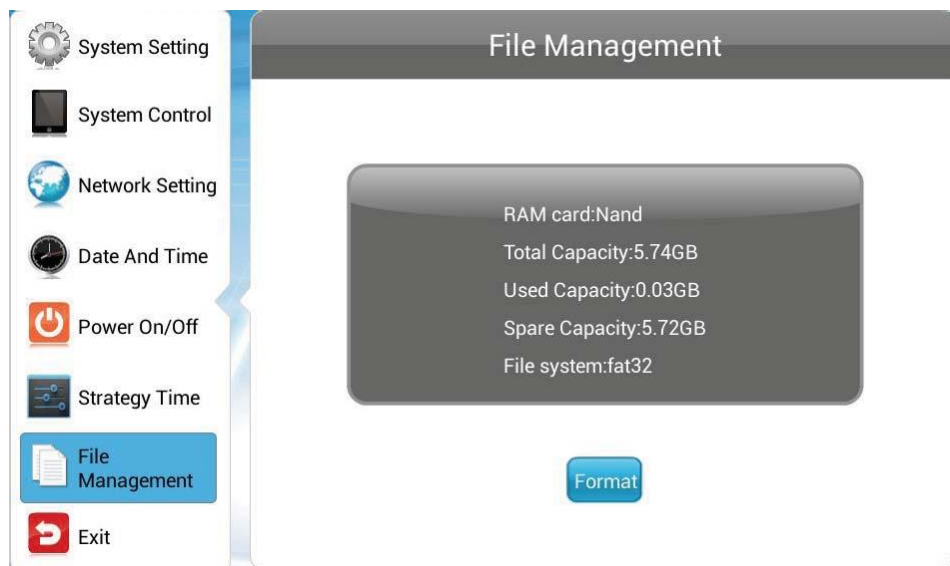 System Setting
System Control
Network Setting
Date And Time
Power On/Off
Strategy Time
File
Management
Exit
File Management
RAM card:Nand
Total Capacity:5.74GB
Used Capacity:0.03GB
Spare Capacity:5.72GB
File system:fat32
Format